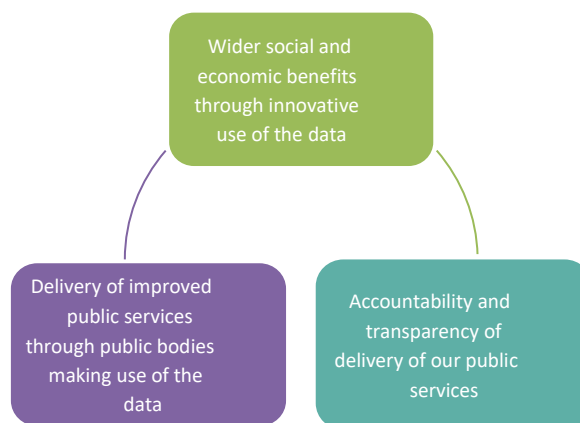 Wider social and
economic benefits
through innovative
use of the data
Delivery of improved
public services
through public bodies
making use of the
data
Accountability and
transparency of
delivery of our public
services